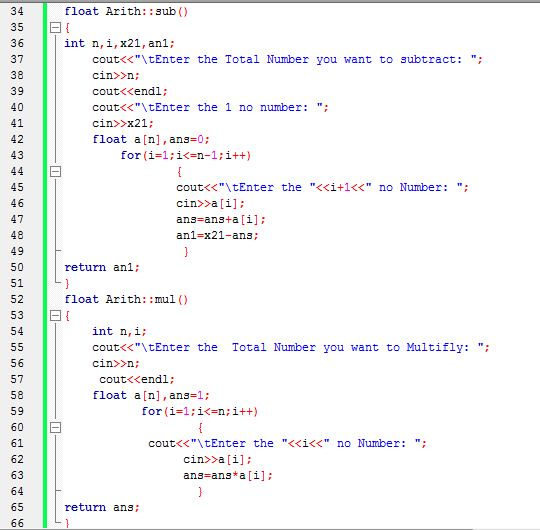 34 float Arith::sub()
35 {
36 int n,i,x21,an1;
37 cout<<"\tEnter the Total Number you want to subtract: ";
38 cin>>n;
39 cout<<endl;
40 cout<<"\tEnter the 1 no number: ";
41 cin>>x21;
42 float a[n],ans=0;
43 for(i=1;i<=n-1;i++)
44 {
45 cout<<"\tEnter the "<<i+1<<" no Number: ";
46 cin>>a[i];
47 ans=ans+a[i];
48 an1=x21-ans;
49 }
50 return an1;
51 }
52 float Arith::mul()
53 {
54 int n,i;
55 cout<<"\tEnter the  Total Number you want to Multifly: ";
56 cin>>n;
57 cout<<endl;
58 float a[n],ans=1;
59 for(i=1;i<=n;i++)
60 {
61 cout<<"\tEnter the "<<i<<" no Number: ";
62 cin>>a[i];
63 ans=ans*a[i];
64 }
65 return ans;
66 }